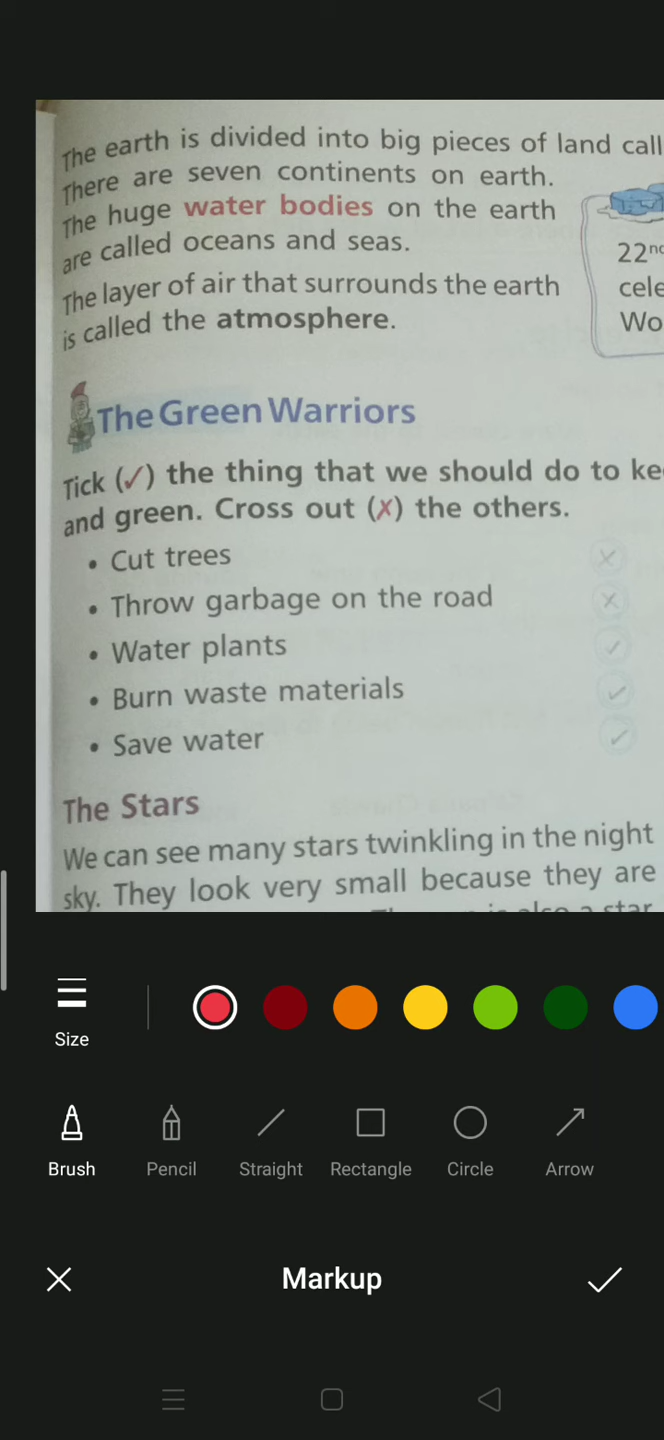 The earth is divided into big pieces of land call
There are seven continents on earth.
The huge water bodies on the earth
are called oceans and seas.
22nd
The layer of air that surrounds the earth
cele
is called the atmosphere.
Wo
The Green Warriors
Tick (✓) the thing that we should do to ke
and green. Cross out (✗) the others.
• Cut trees ✗
• Throw garbage on the road ✗
• Water plants ✓
• Burn waste materials ✓
• Save water ✓
The Stars
We can see many stars twinkling in the night
sky. They look very small because they are
is also a star
Size
Brush Pencil Straight Rectangle Circle Arrow
Markup